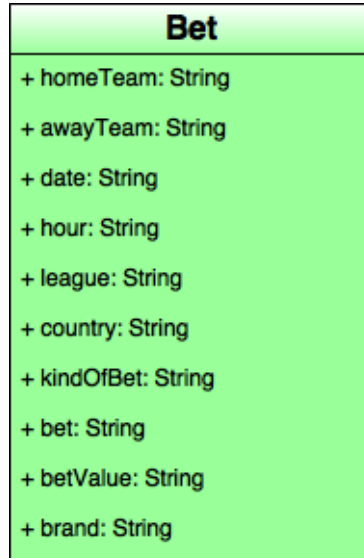 Bet
+ homeTeam: String
+ awayTeam: String
+ date: String
+ hour: String
+ league: String
+ country: String
+ kindOfBet: String
+ bet: String
+ betValue: String
+ brand: String